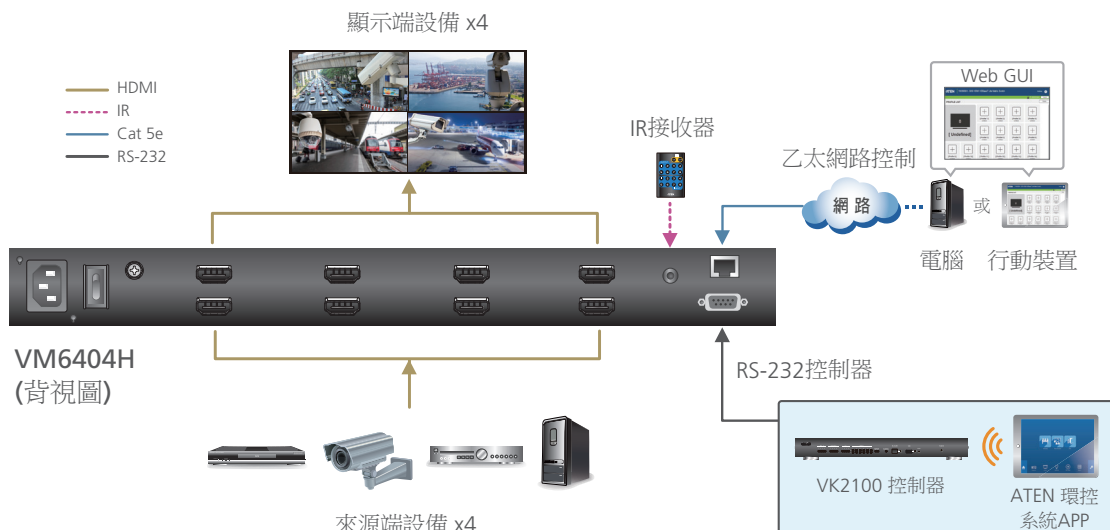 顯示端設備 x4
HDMI
IR
Cat 5e
RS-232
IR接收器
乙太網路控制
Web GUI
[ Undefined]
網 路
或
電腦
行動裝置
VM6404H
(背視圖)
RS-232控制器
VK2100 控制器
ATEN 環控
系統APP
來源端設備 x4